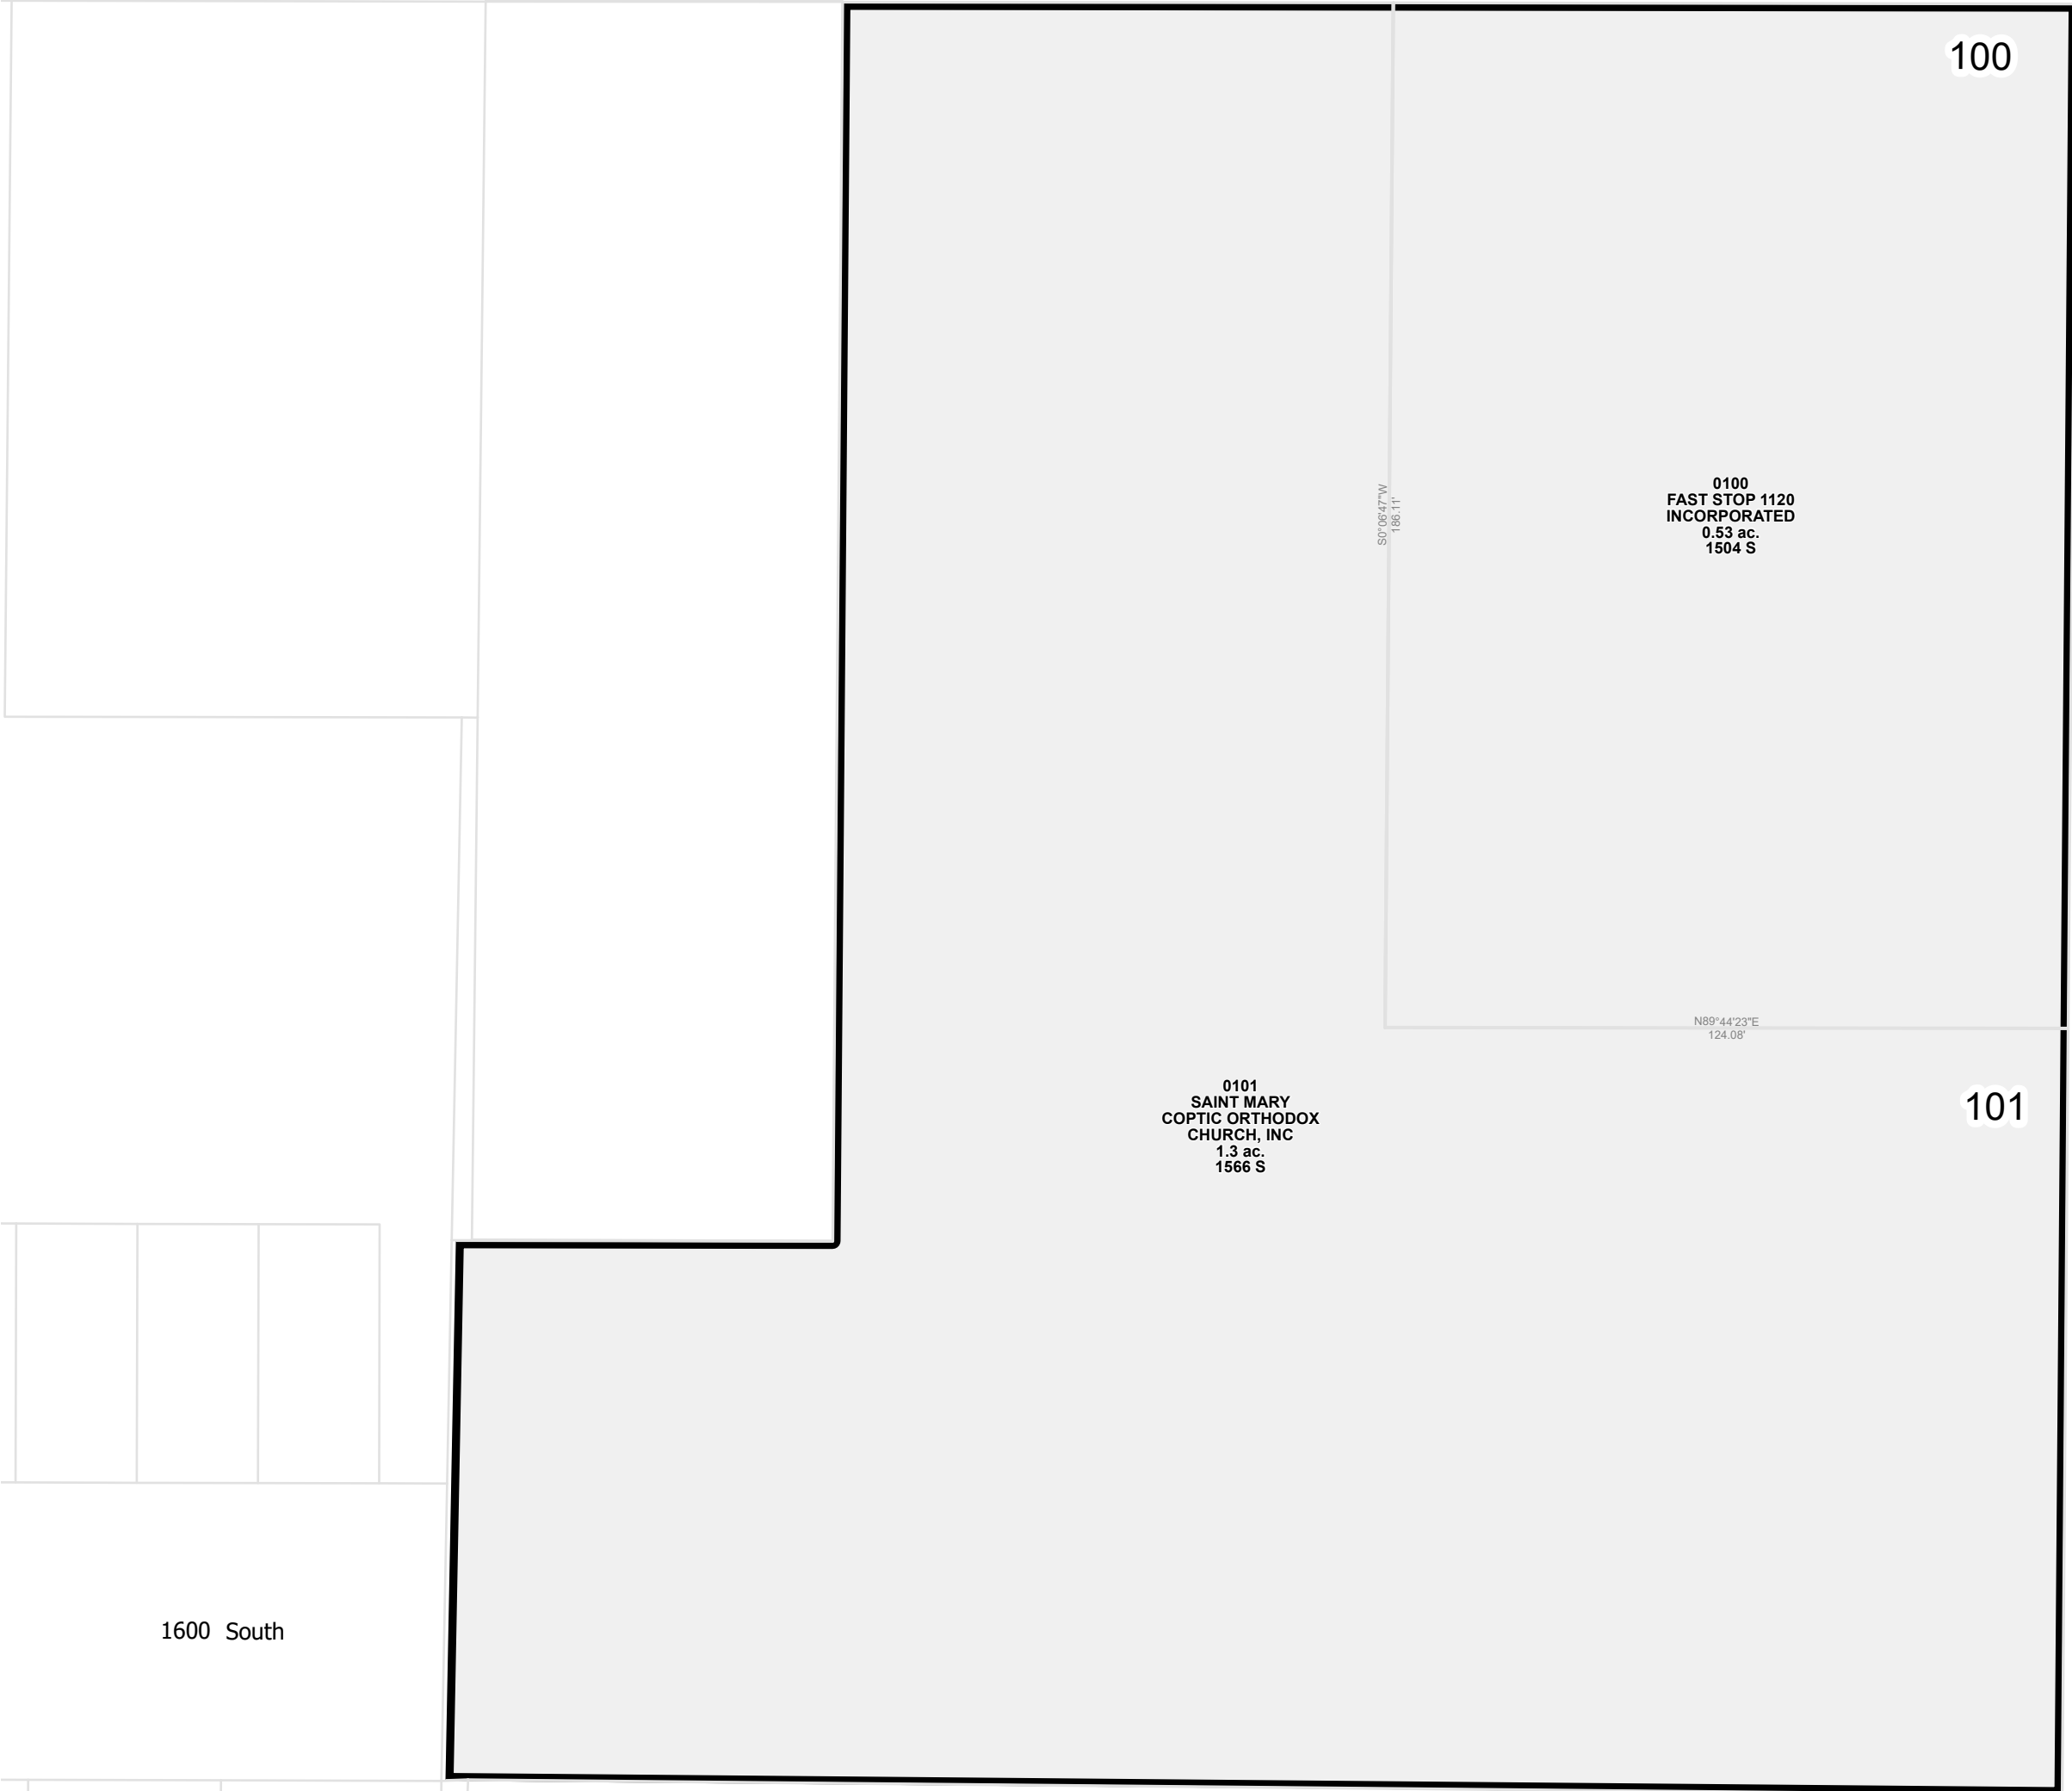 100
0100
FAST STOP 1120
INCORPORATED
0.53 ac.
1504 S
S0°06'47"W
186.11'
N89°44'23"E
124.08'
0101
SAINT MARY
COPTIC ORTHODOX
CHURCH, INC
1.3 ac.
1566 S
101
1600 South